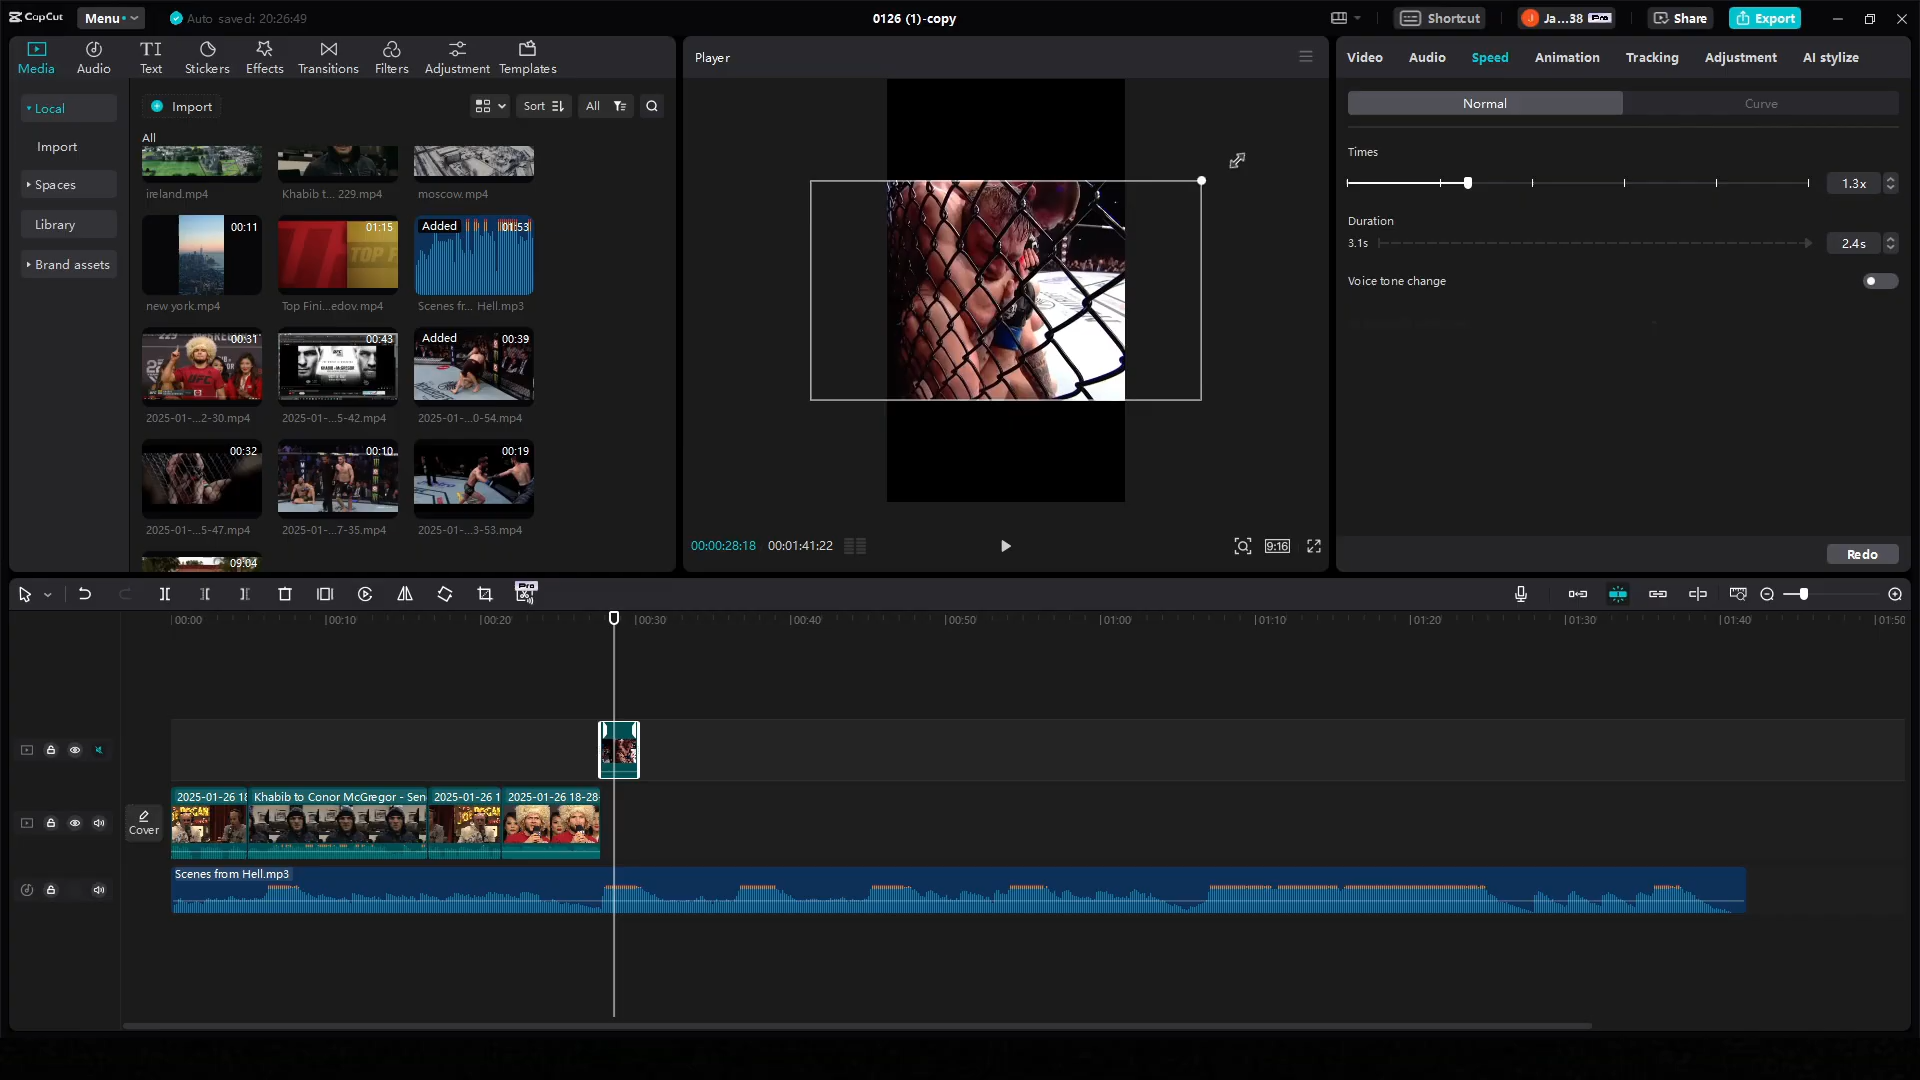 CapCut
Menu
Auto saved: 20:26:49
0126 (1)-copy
Shortcut
J
Ja...38
Pro
Share
Export
Media
Audio
Text
Stickers
Effects
Transitions
Filters
Adjustment
Templates
Local
Import
Spaces
Library
Brand assets
Import
Sort
All
All
ireland.mp4
Khabib t... 229.mp4
moscow.mp4
00:11
01:15
Added
01:53
new york.mp4
Top Fini...edov.mp4
Scenes fr... Hell.mp3
00:31
00:43
Added
00:39
2025-01-...2-30.mp4
2025-01-...5-42.mp4
2025-01-...0-54.mp4
00:32
00:10
00:19
2025-01-...5-47.mp4
2025-01-...7-35.mp4
2025-01-...3-53.mp4
09:04
Player
00:00:28:18
00:01:41:22
9:16
Video
Audio
Speed
Animation
Tracking
Adjustment
AI stylize
Normal
Curve
Times
1.3x
Duration
3.1s
2.4s
Voice tone change
Redo
Pro
00:00
00:10
00:20
00:30
00:40
00:50
01:00
01:10
01:20
01:30
01:40
01:50
Cover
2025-01-26 18
Khabib to Conor McGregor - Sen
2025-01-26 1
2025-01-26 18-28-
Scenes from Hell.mp3